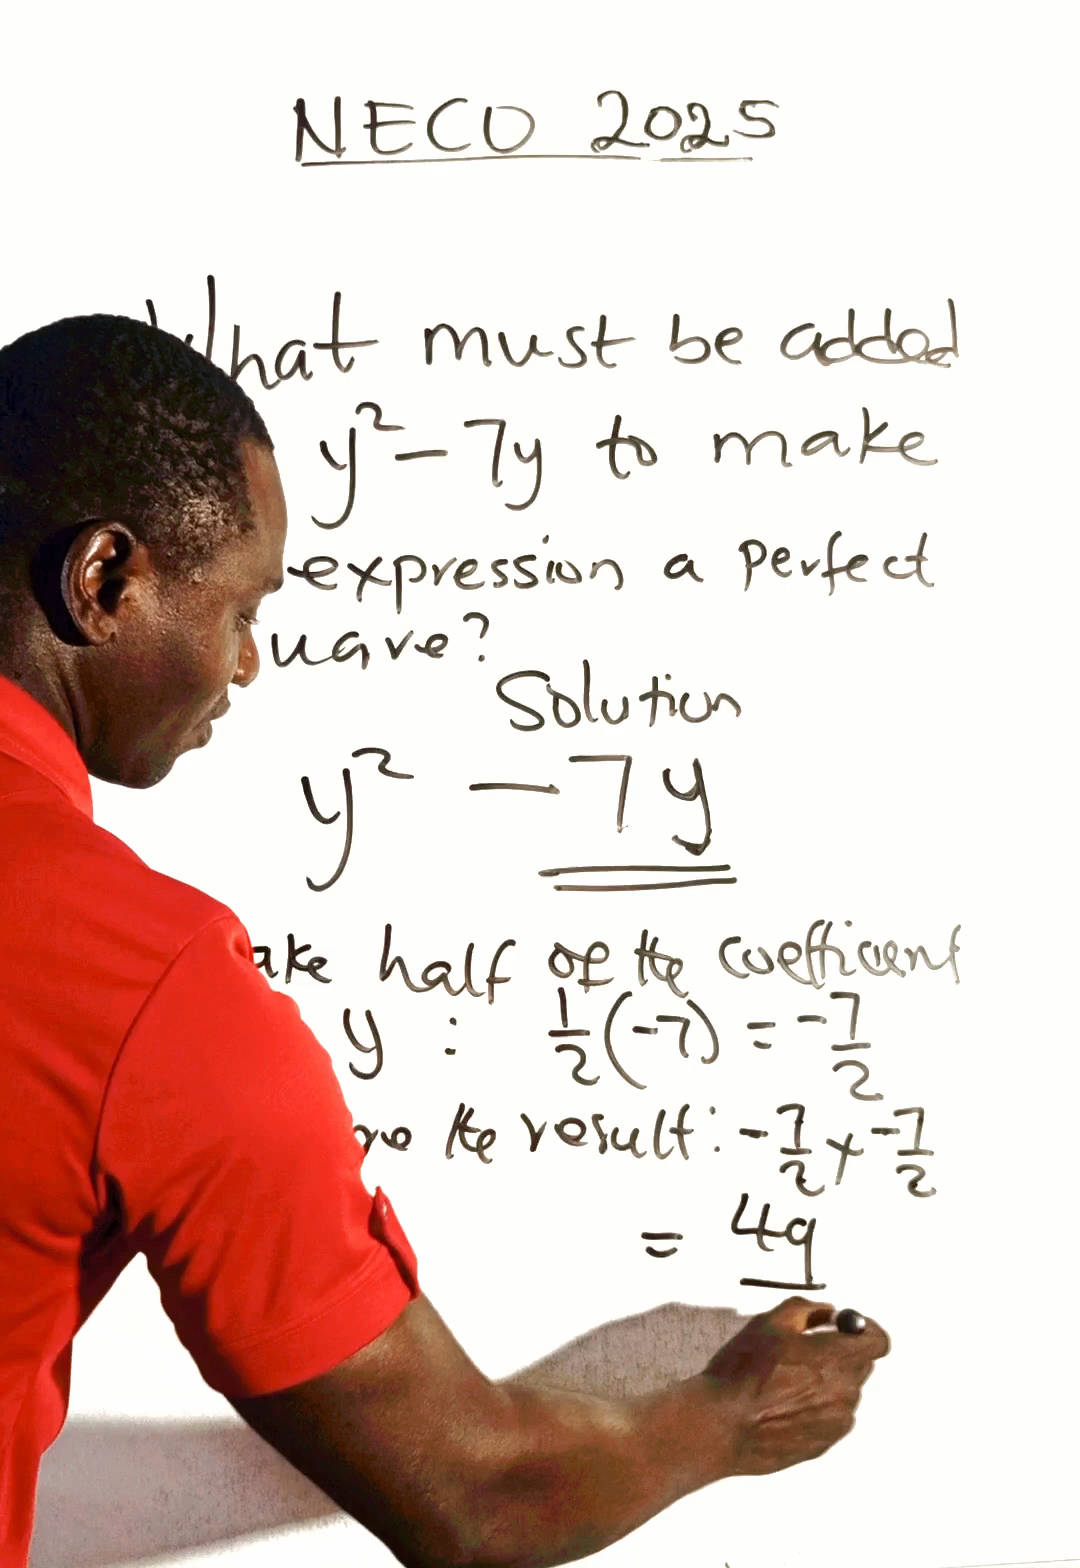 NECO 2025
What must be added
y² - 7y to make
expression a perfect
uare?
Solution
y² - 7y
ake half of the coefficient
y : 1/2 (-7) = -7/2
re the result: -7/2 x -7/2
= 49